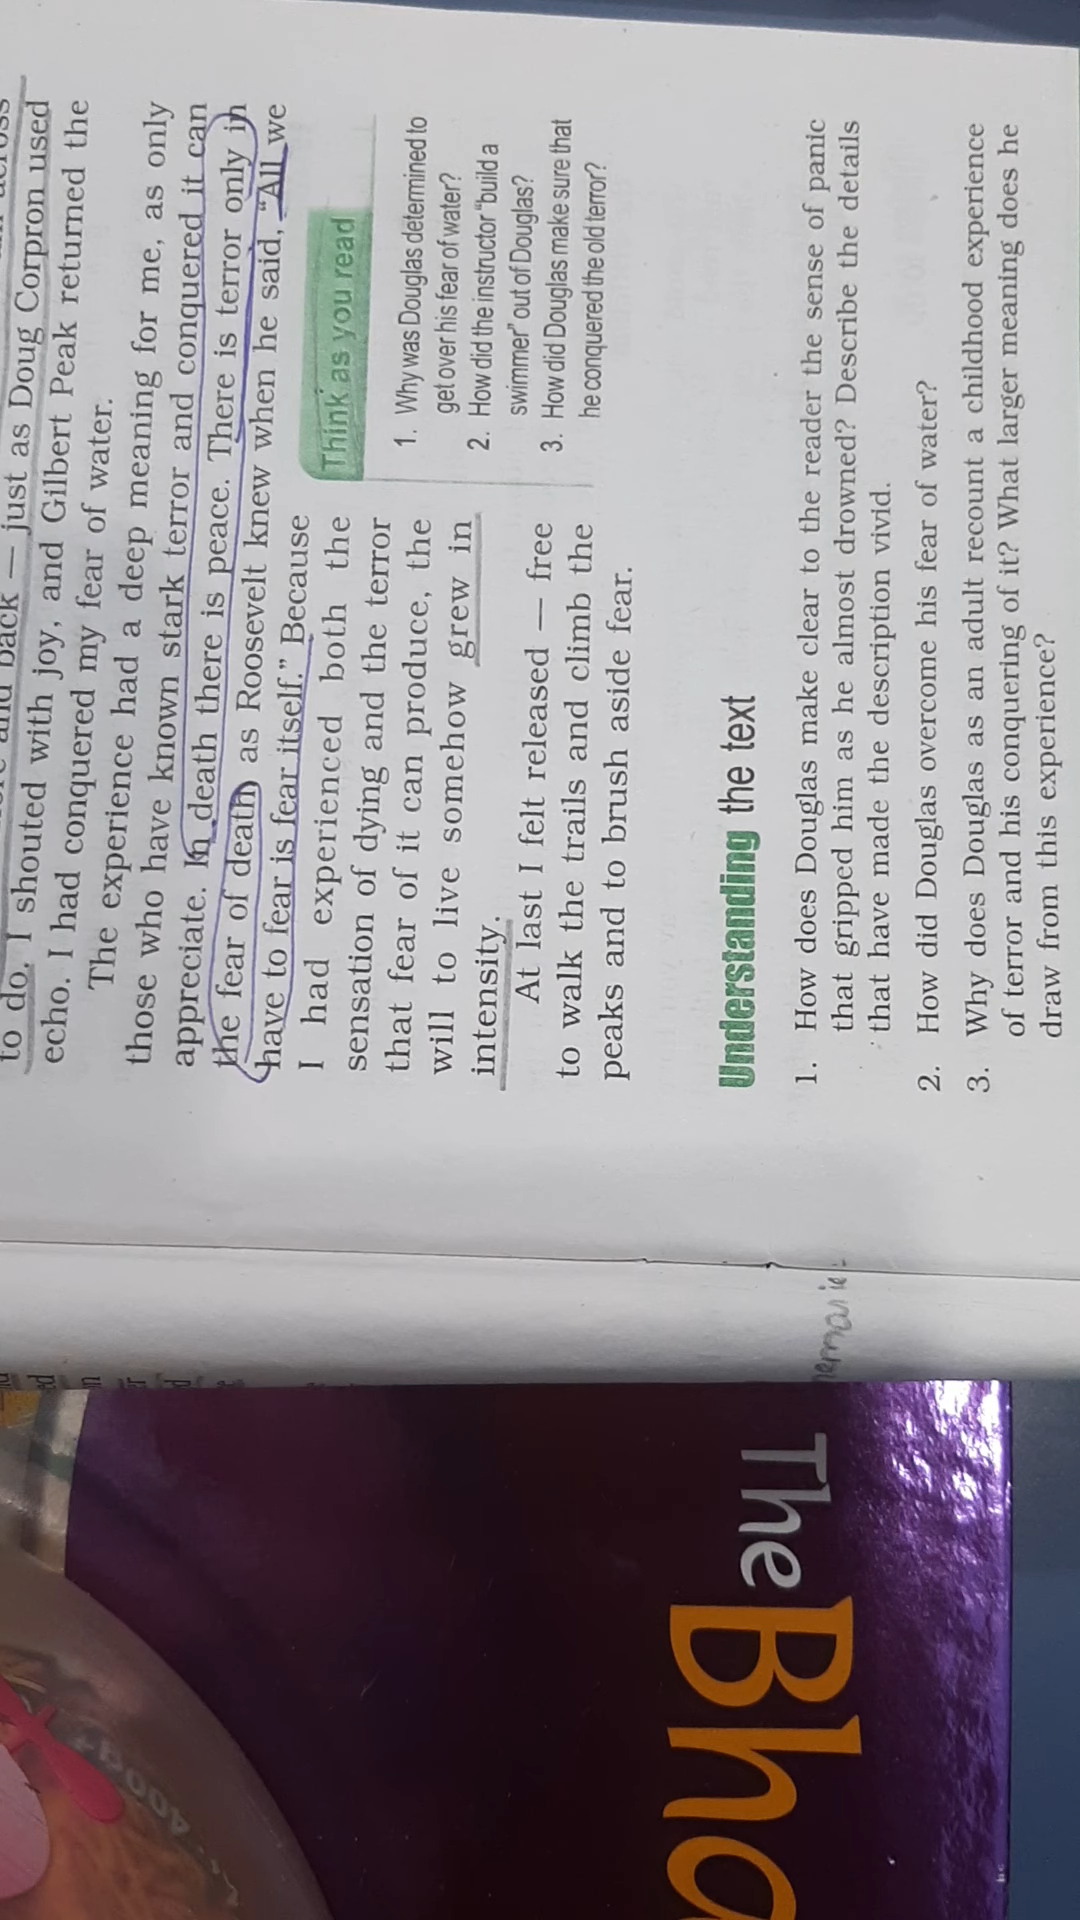 to do. I shouted with joy, and Gilbert Peak returned the
echo. I had conquered my fear of water.
The experience had a deep meaning for me, as only
those who have known stark terror and conquered it can
appreciate. In death there is peace. There is terror only in
the fear of death as Roosevelt knew when he said, “All we
have to fear is fear itself.” Because
I had experienced both the
sensation of dying and the terror
that fear of it can produce, the
will to live somehow grew in
intensity.
At last I felt released — free
to walk the trails and climb the
peaks and to brush aside fear.
Think as you read
1. Why was Douglas determined to
get over his fear of water?
2. How did the instructor “build a
swimmer” out of Douglas?
3. How did Douglas make sure that
he conquered the old terror?
Understanding the text
1. How does Douglas make clear to the reader the sense of panic
that gripped him as he almost drowned? Describe the details
that have made the description vivid.
2. How did Douglas overcome his fear of water?
3. Why does Douglas as an adult recount a childhood experience
of terror and his conquering of it? What larger meaning does he
draw from this experience?
The
Bho
400g+